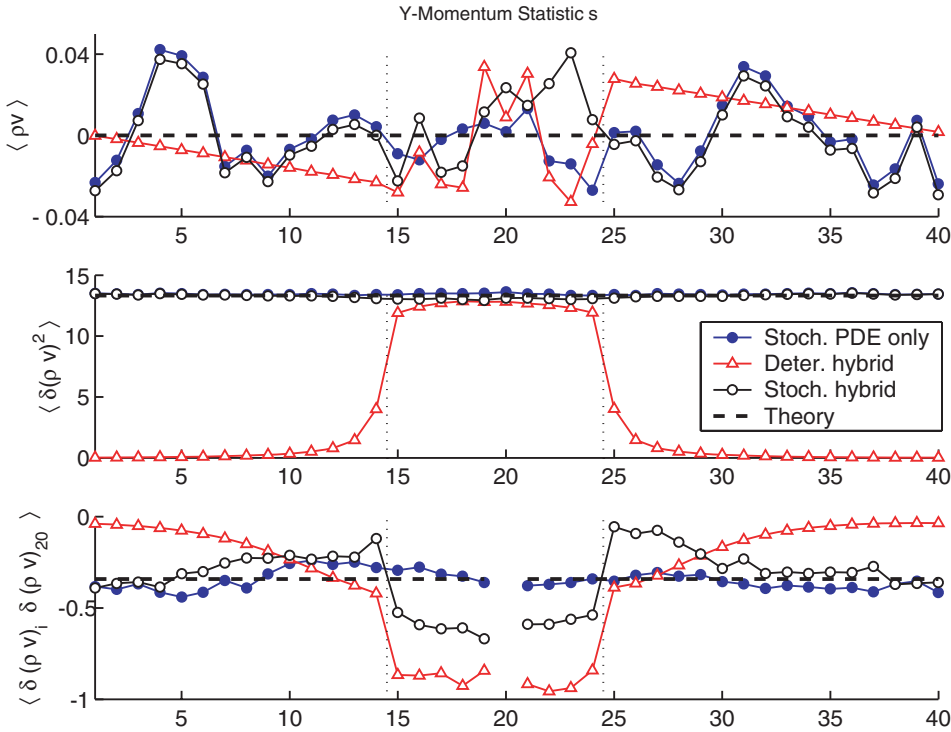 Y-Momentum Statistic s
⟨ ρv ⟩
0.04
0
- 0.04
5 10 15 20 25 30 35 40
⟨ δ(ρ v)² ⟩
15
10
5
0
5 10 15 20 25 30 35 40
Stoch. PDE only
Deter. hybrid
Stoch. hybrid
Theory
⟨ δ (ρ v)ᵢ δ (ρ v)₂₀ ⟩
0
-0.5
-1
5 10 15 20 25 30 35 40